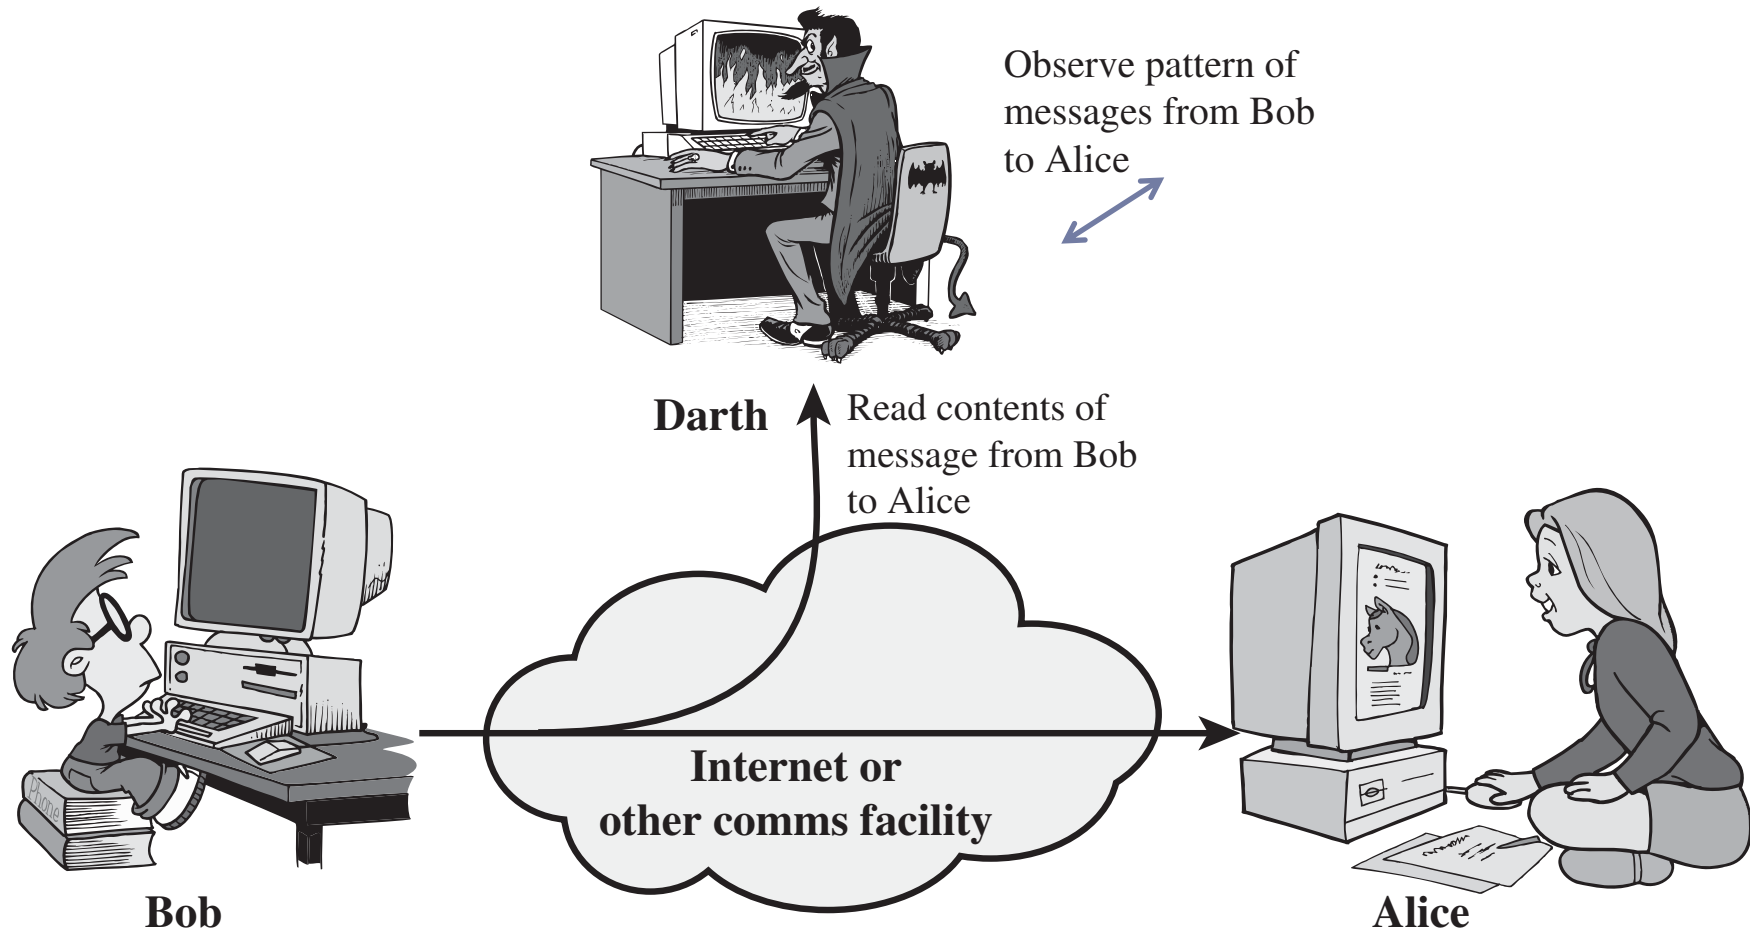 Observe pattern of
messages from Bob
to Alice
Darth
Read contents of
message from Bob
to Alice
Internet or
other comms facility
Phone
Bob
Alice